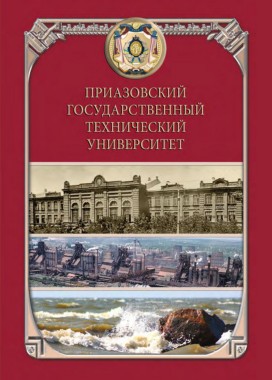 ПРИАЗОВСКИЙ
ГОСУДАРСТВЕННЫЙ
ТЕХНИЧЕСКИЙ
УНИВЕРСИТЕТ